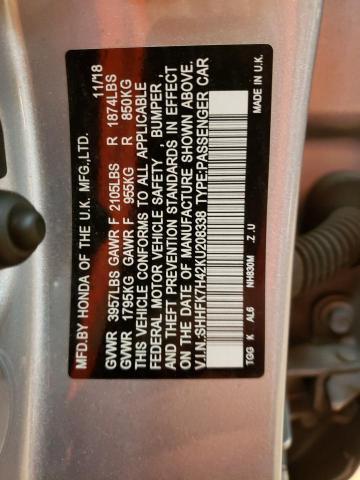 MFD.BY HONDA OF THE U.K. MFG.,LTD. 11/18
GVWR 3957LBS GAWR F 2105LBS R 1874LBS
GVWR 1795KG GAWR F 955KG R 850KG
THIS VEHICLE CONFORMS TO ALL APPLICABLE
FEDERAL MOTOR VEHICLE SAFETY , BUMPER ,
AND THEFT PREVENTION STANDARDS IN EFFECT
ON THE DATE OF MANUFACTURE SHOWN ABOVE.
V.I.N.:SHHFK7H42KU208338 TYPE:PASSENGER CAR
TGG K AL6 NH830M .Z .U MADE IN U.K.